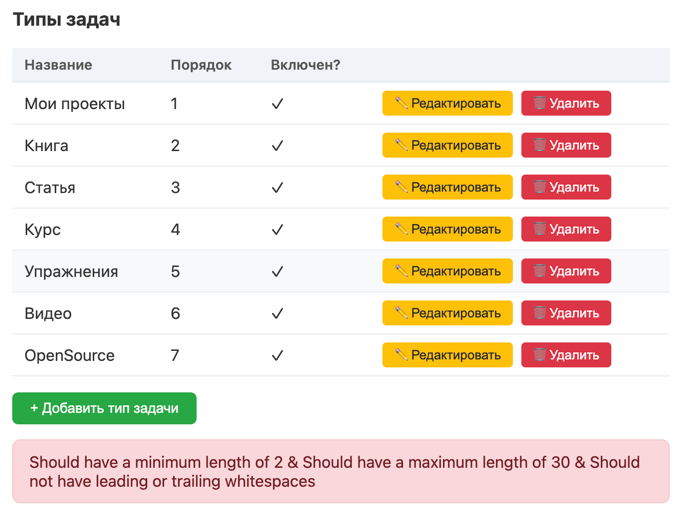 Типы задач
Название Порядок Включен?
Мои проекты 1 ✓ Редактировать Удалить
Книга 2 ✓ Редактировать Удалить
Статья 3 ✓ Редактировать Удалить
Курс 4 ✓ Редактировать Удалить
Упражнения 5 ✓ Редактировать Удалить
Видео 6 ✓ Редактировать Удалить
OpenSource 7 ✓ Редактировать Удалить
+ Добавить тип задачи
Should have a minimum length of 2 & Should have a maximum length of 30 & Should
not have leading or trailing whitespaces